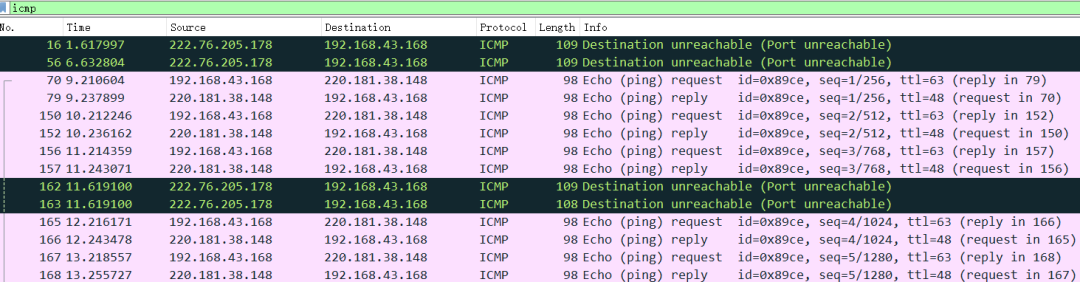 icmp
No. Time Source Destination Protocol Length Info
16 1.617997 222.76.205.178 192.168.43.168 ICMP 109 Destination unreachable (Port unreachable)
56 6.632804 222.76.205.178 192.168.43.168 ICMP 109 Destination unreachable (Port unreachable)
70 9.210604 192.168.43.168 220.181.38.148 ICMP 98 Echo (ping) request id=0x89ce, seq=1/256, ttl=63 (reply in 79)
79 9.237899 220.181.38.148 192.168.43.168 ICMP 98 Echo (ping) reply id=0x89ce, seq=1/256, ttl=48 (request in 70)
150 10.212246 192.168.43.168 220.181.38.148 ICMP 98 Echo (ping) request id=0x89ce, seq=2/512, ttl=63 (reply in 152)
152 10.236162 220.181.38.148 192.168.43.168 ICMP 98 Echo (ping) reply id=0x89ce, seq=2/512, ttl=48 (request in 150)
156 11.214359 192.168.43.168 220.181.38.148 ICMP 98 Echo (ping) request id=0x89ce, seq=3/768, ttl=63 (reply in 157)
157 11.243071 220.181.38.148 192.168.43.168 ICMP 98 Echo (ping) reply id=0x89ce, seq=3/768, ttl=48 (request in 156)
162 11.619100 222.76.205.178 192.168.43.168 ICMP 109 Destination unreachable (Port unreachable)
163 11.619100 222.76.205.178 192.168.43.168 ICMP 108 Destination unreachable (Port unreachable)
165 12.216171 192.168.43.168 220.181.38.148 ICMP 98 Echo (ping) request id=0x89ce, seq=4/1024, ttl=63 (reply in 166)
166 12.243478 220.181.38.148 192.168.43.168 ICMP 98 Echo (ping) reply id=0x89ce, seq=4/1024, ttl=48 (request in 165)
167 13.218557 192.168.43.168 220.181.38.148 ICMP 98 Echo (ping) request id=0x89ce, seq=5/1280, ttl=63 (reply in 168)
168 13.255727 220.181.38.148 192.168.43.168 ICMP 98 Echo (ping) reply id=0x89ce, seq=5/1280, ttl=48 (request in 167)